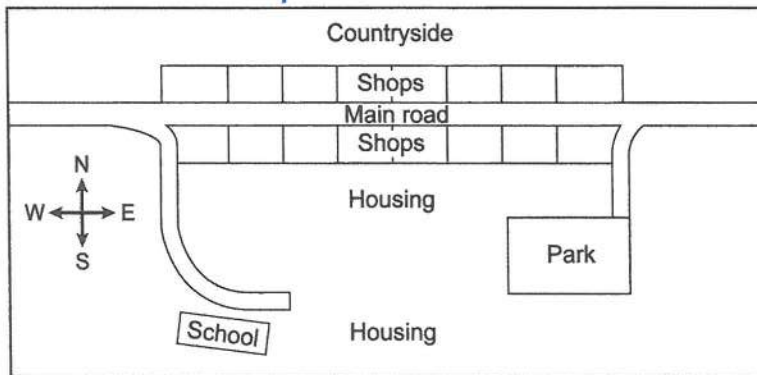 Countryside
Shops
Main road
Shops
N
W E
S
Housing
Park
School
Housing